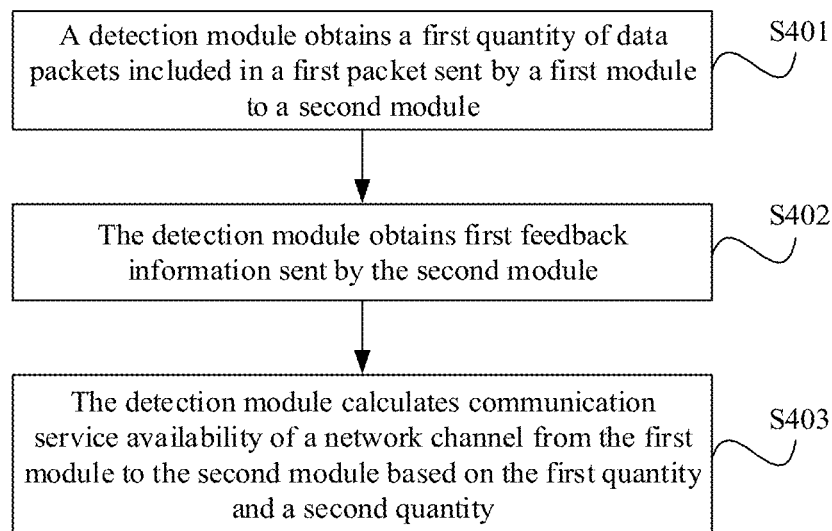 A detection module obtains a first quantity of data
packets included in a first packet sent by a first module
to a second module
S401
The detection module obtains first feedback
information sent by the second module
S402
The detection module calculates communication
service availability of a network channel from the first
module to the second module based on the first quantity
and a second quantity
S403